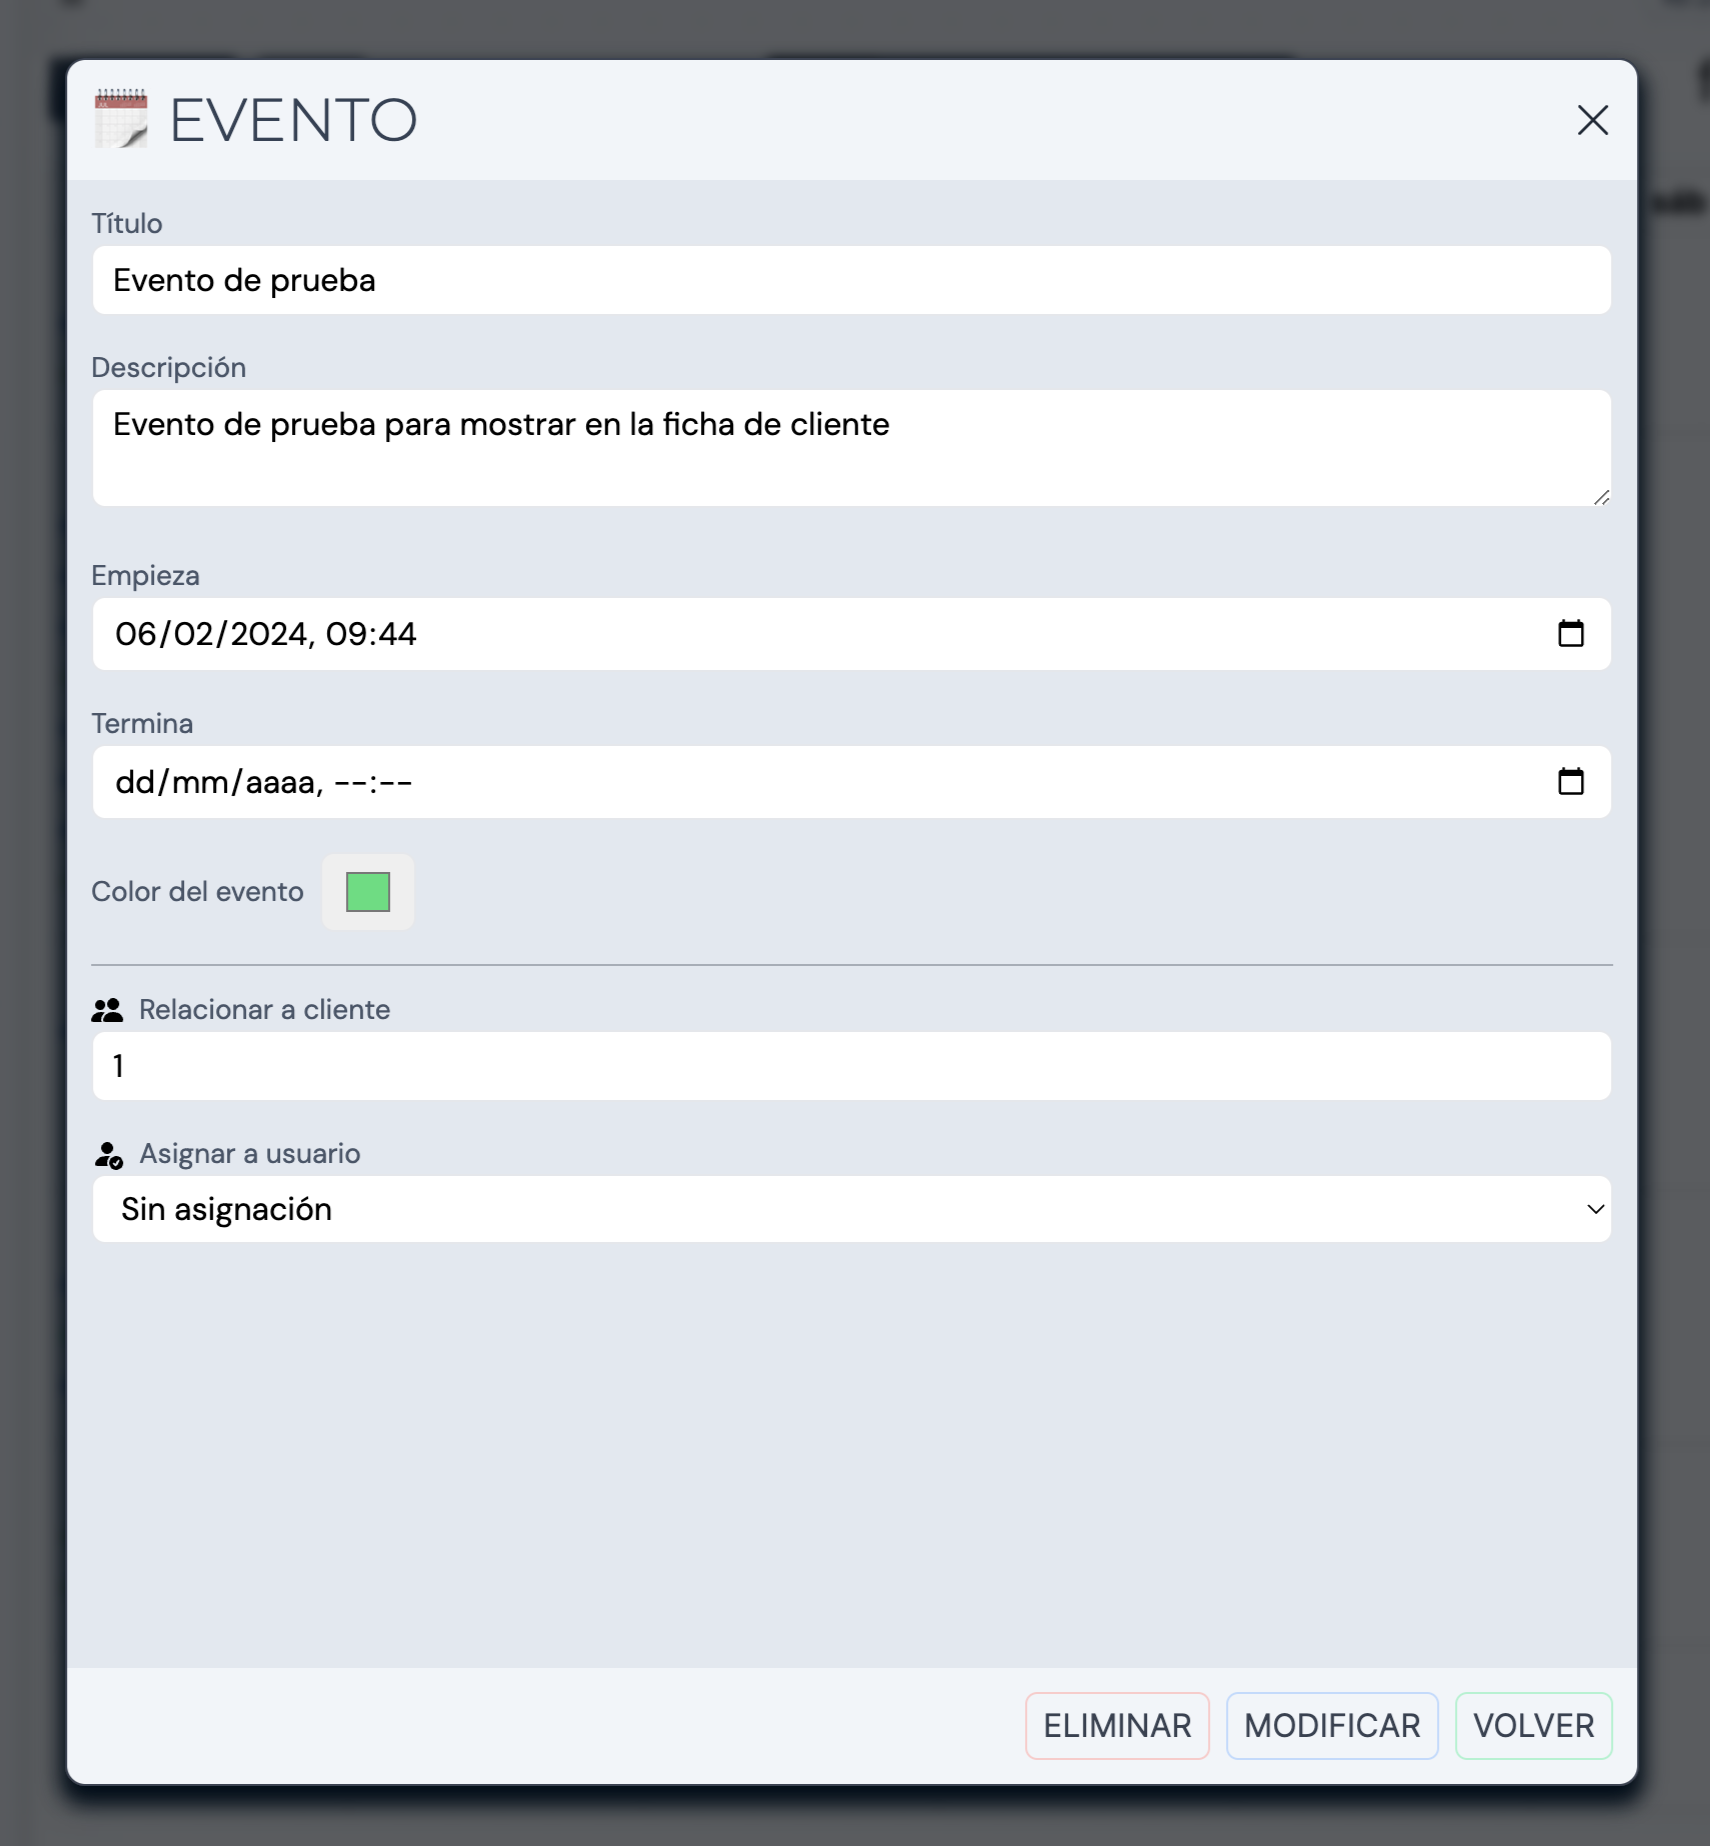 EVENTO
Título
Evento de prueba
Descripción
Evento de prueba para mostrar en la ficha de cliente
Empieza
06/02/2024, 09:44
Termina
dd/mm/aaaa, --:--
Color del evento
Relacionar a cliente
1
Asignar a usuario
Sin asignación
ELIMINAR MODIFICAR VOLVER